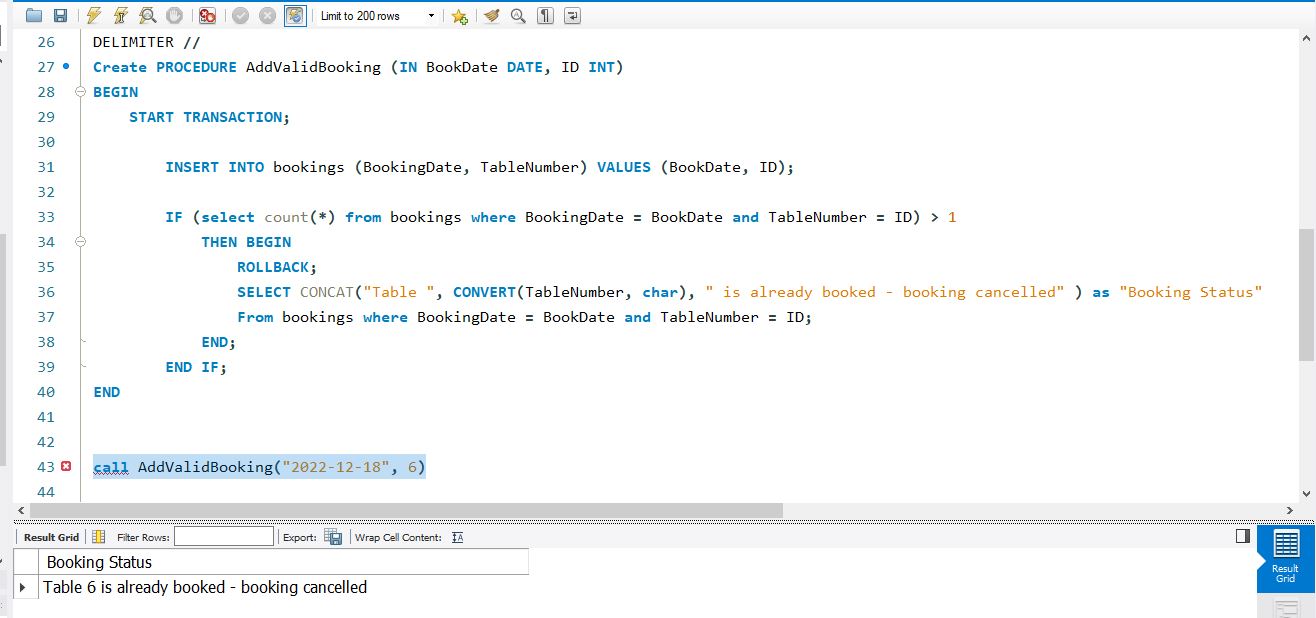 Limit to 200 rows
26 DELIMITER //
27 Create PROCEDURE AddValidBooking (IN BookDate DATE, ID INT)
28 BEGIN
29 START TRANSACTION;
30
31 INSERT INTO bookings (BookingDate, TableNumber) VALUES (BookDate, ID);
32
33 IF (select count(*) from bookings where BookingDate = BookDate and TableNumber = ID) > 1
34 THEN BEGIN
35 ROLLBACK;
36 SELECT CONCAT("Table ", CONVERT(TableNumber, char), " is already booked - booking cancelled" ) as "Booking Status"
37 From bookings where BookingDate = BookDate and TableNumber = ID;
38 END;
39 END IF;
40 END
41
42
43 call AddValidBooking("2022-12-18", 6)
44
Result Grid Filter Rows: Export: Wrap Cell Content: IA
Booking Status
Table 6 is already booked - booking cancelled
Result
Grid